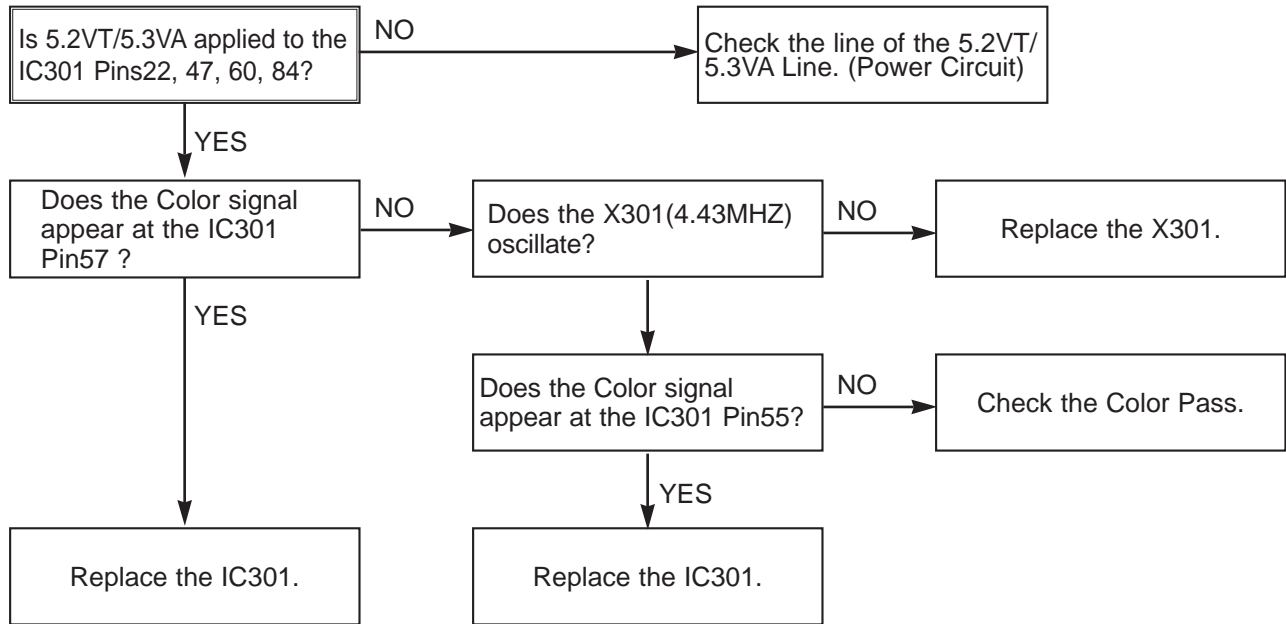 Is 5.2VT/5.3VA applied to the
IC301 Pins22, 47, 60, 84?
NO
Check the line of the 5.2VT/
5.3VA Line. (Power Circuit)
YES
Does the Color signal
appear at the IC301
Pin57 ?
NO
Does the X301(4.43MHZ)
oscillate?
NO
Replace the X301.
YES
Does the Color signal
appear at the IC301 Pin55?
NO
Check the Color Pass.
YES
Replace the IC301.
Replace the IC301.